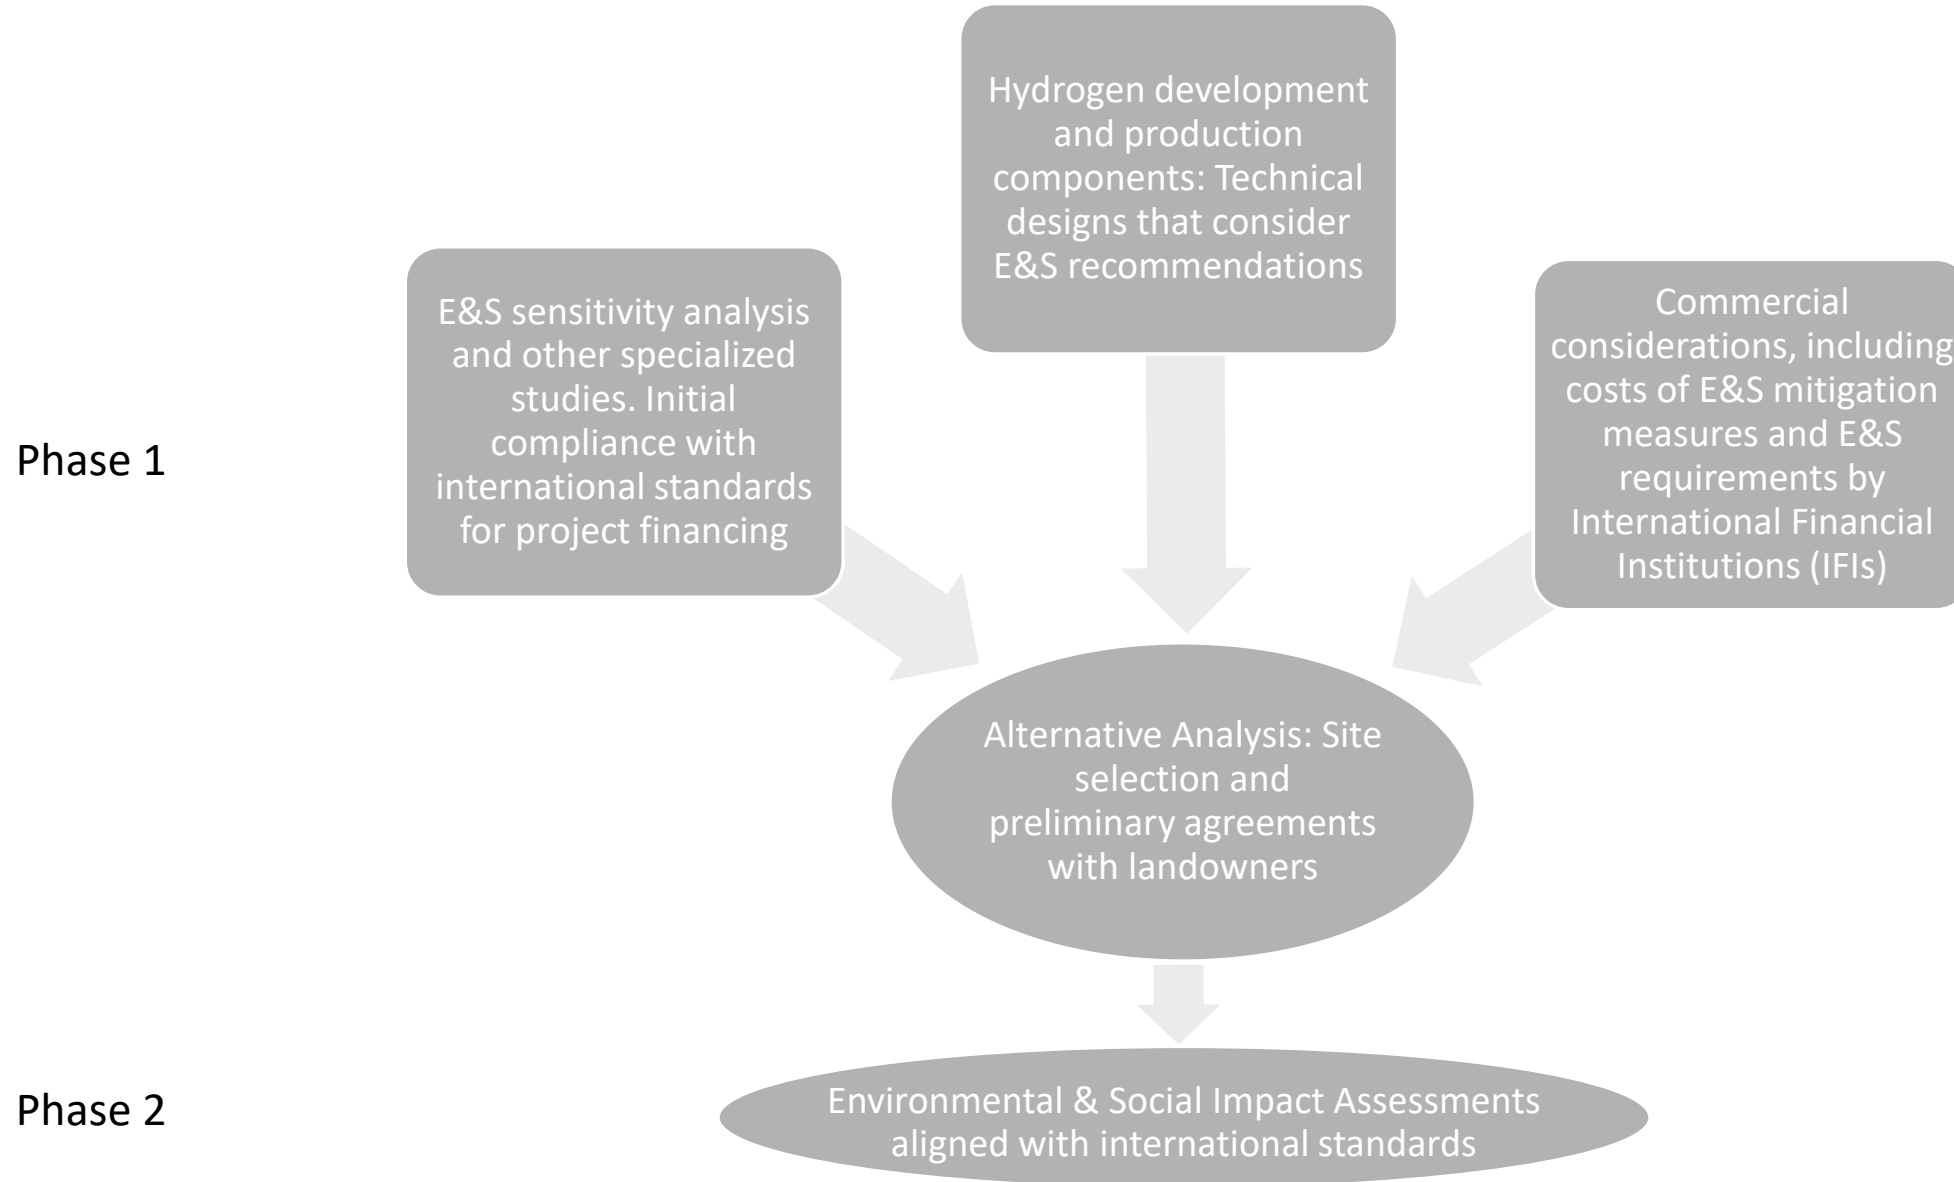 Hydrogen development
and production
components: Technical
designs that consider
E&S recommendations
E&S sensitivity analysis
and other specialized
studies. Initial
compliance with
international standards
for project financing
Commercial
considerations, including
costs of E&S mitigation
measures and E&S
requirements by
International Financial
Institutions (IFIs)
Phase 1
Alternative Analysis: Site
selection and
preliminary agreements
with landowners
Phase 2
Environmental & Social Impact Assessments
aligned with international standards